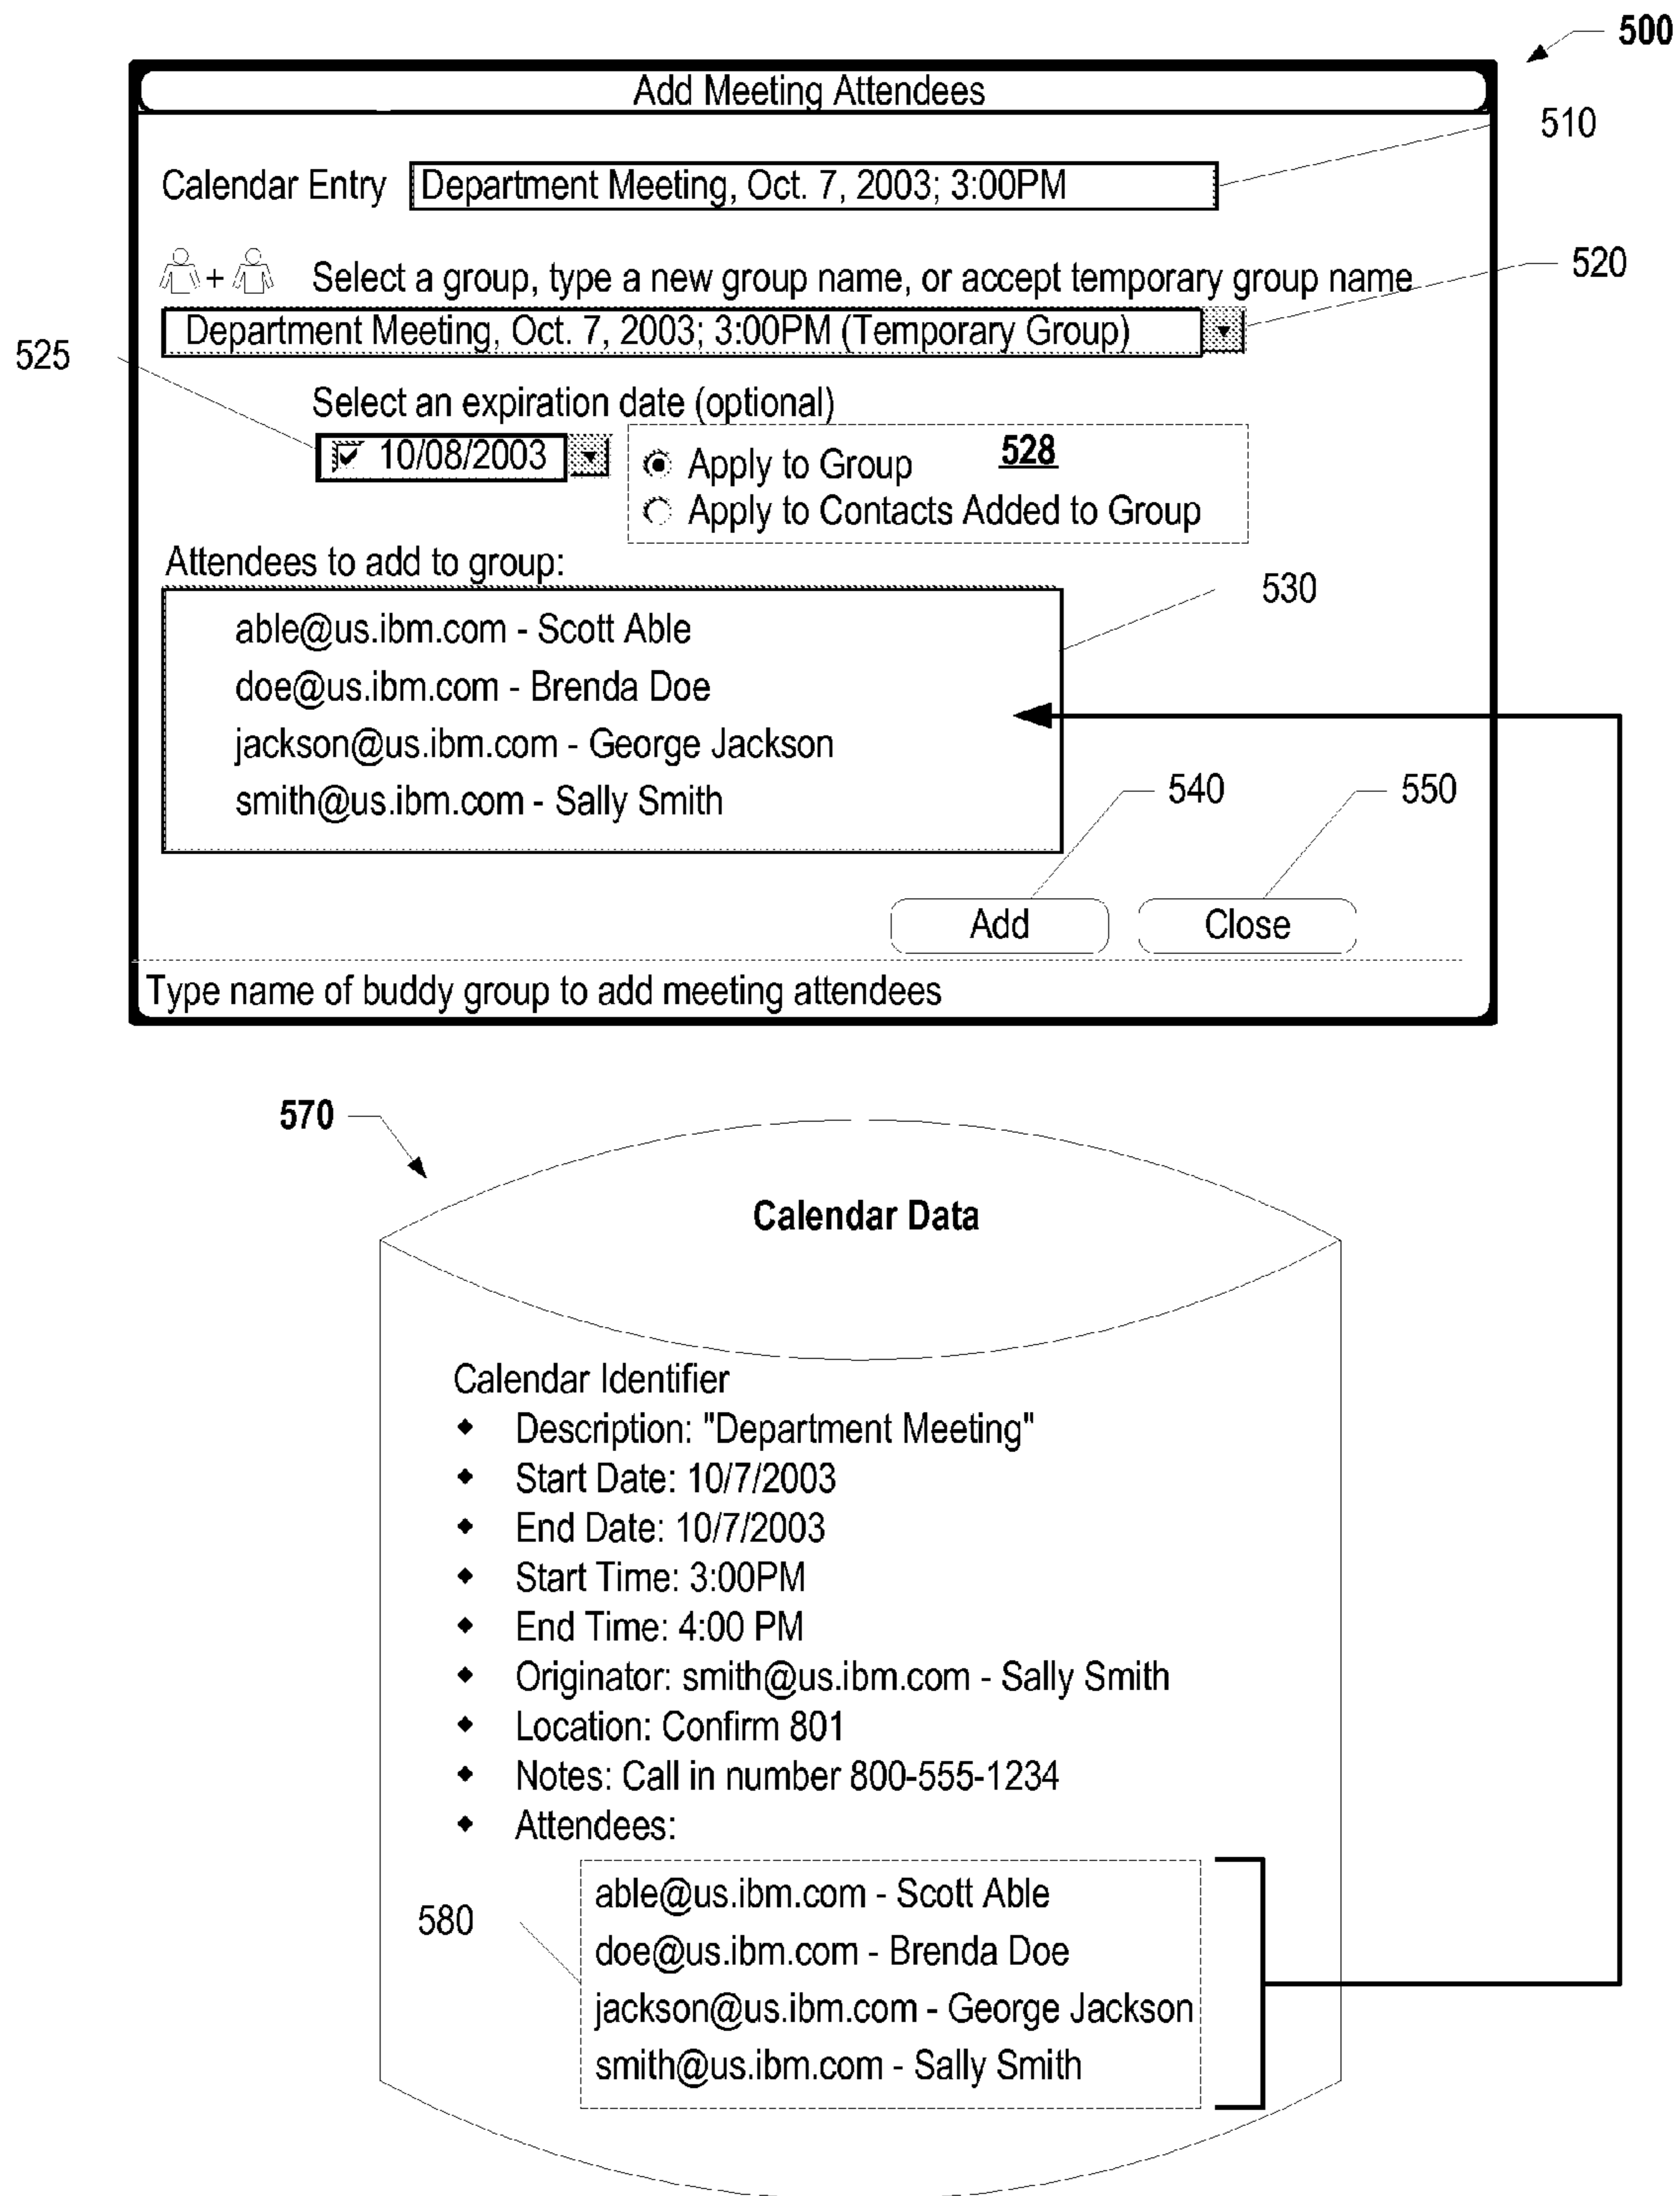 500
Add Meeting Attendees
510
Calendar Entry Department Meeting, Oct. 7, 2003; 3:00PM
+ Select a group, type a new group name, or accept temporary group name
520
Department Meeting, Oct. 7, 2003; 3:00PM (Temporary Group)
525
Select an expiration date (optional)
10/08/2003
Apply to Group 528
Apply to Contacts Added to Group
Attendees to add to group:
530
able@us.ibm.com - Scott Able
doe@us.ibm.com - Brenda Doe
jackson@us.ibm.com - George Jackson
smith@us.ibm.com - Sally Smith
540
550
Add
Close
Type name of buddy group to add meeting attendees
570
Calendar Data
Calendar Identifier
◆ Description: "Department Meeting"
◆ Start Date: 10/7/2003
◆ End Date: 10/7/2003
◆ Start Time: 3:00PM
◆ End Time: 4:00 PM
◆ Originator: smith@us.ibm.com - Sally Smith
◆ Location: Confirm 801
◆ Notes: Call in number 800-555-1234
◆ Attendees:
580
able@us.ibm.com - Scott Able
doe@us.ibm.com - Brenda Doe
jackson@us.ibm.com - George Jackson
smith@us.ibm.com - Sally Smith